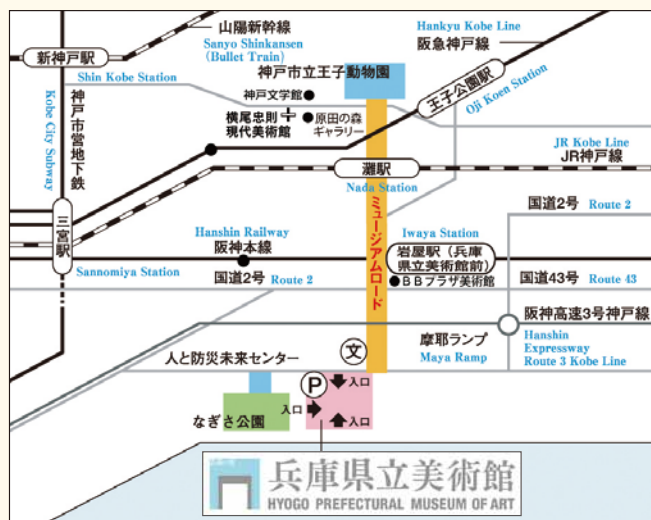 山陽新幹線
Sanyo Shinkansen
(Bullet Train)
Hankyu Kobe Line
阪急神戸線
新神戸駅
Shin Kobe Station
神戸市立王子動物園
神戸文学館
横尾忠則
現代美術館
原田の森
ギャラリー
王子公園駅
Oji Koen Station
Kobe City Subway
神戸市営地下鉄
JR Kobe Line
JR神戸線
灘駅
Nada Station
ミュージアムロード
国道2号 Route 2
三宮駅
Sannomiya Station
Hanshin Railway
阪神本線
Iwaya Station
岩屋駅(兵庫
県立美術館前)
BBプラザ美術館
国道2号 Route 2
国道43号 Route 43
阪神高速3号神戸線
Hanshin
Expressway
Route 3 Kobe Line
摩耶ランプ
Maya Ramp
文
人と防災未来センター
P
入口
入口
入口
なぎさ公園
兵庫県立美術館
HYOGO PREFECTURAL MUSEUM OF ART